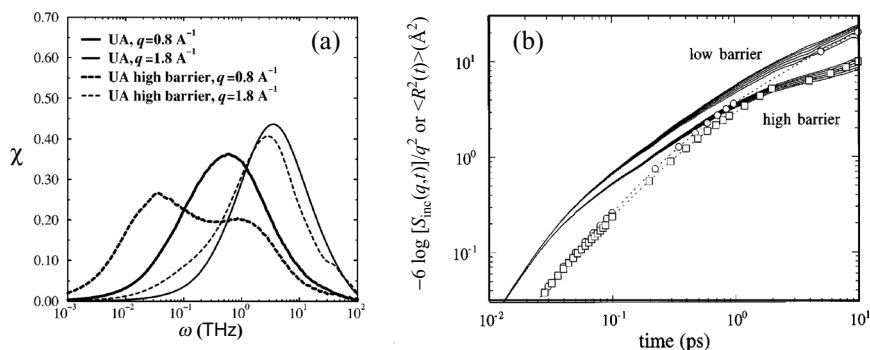 (a)
UA, q=0.8 A⁻¹
UA, q=1.8 A⁻¹
UA high barrier, q=0.8 A⁻¹
UA high barrier, q=1.8 A⁻¹
0.70
0.60
0.50
0.40
0.30
0.20
0.10
0.00
χ
10⁻³ 10⁻² 10⁻¹ 10⁰ 10¹ 10²
ω (THz)
(b)
low barrier
high barrier
−6 log [S_inc(q,t)]/q² or <R²(t)>(Å²)
10¹
10⁰
10⁻¹
10⁻² 10⁻¹ 10⁰ 10¹
time (ps)